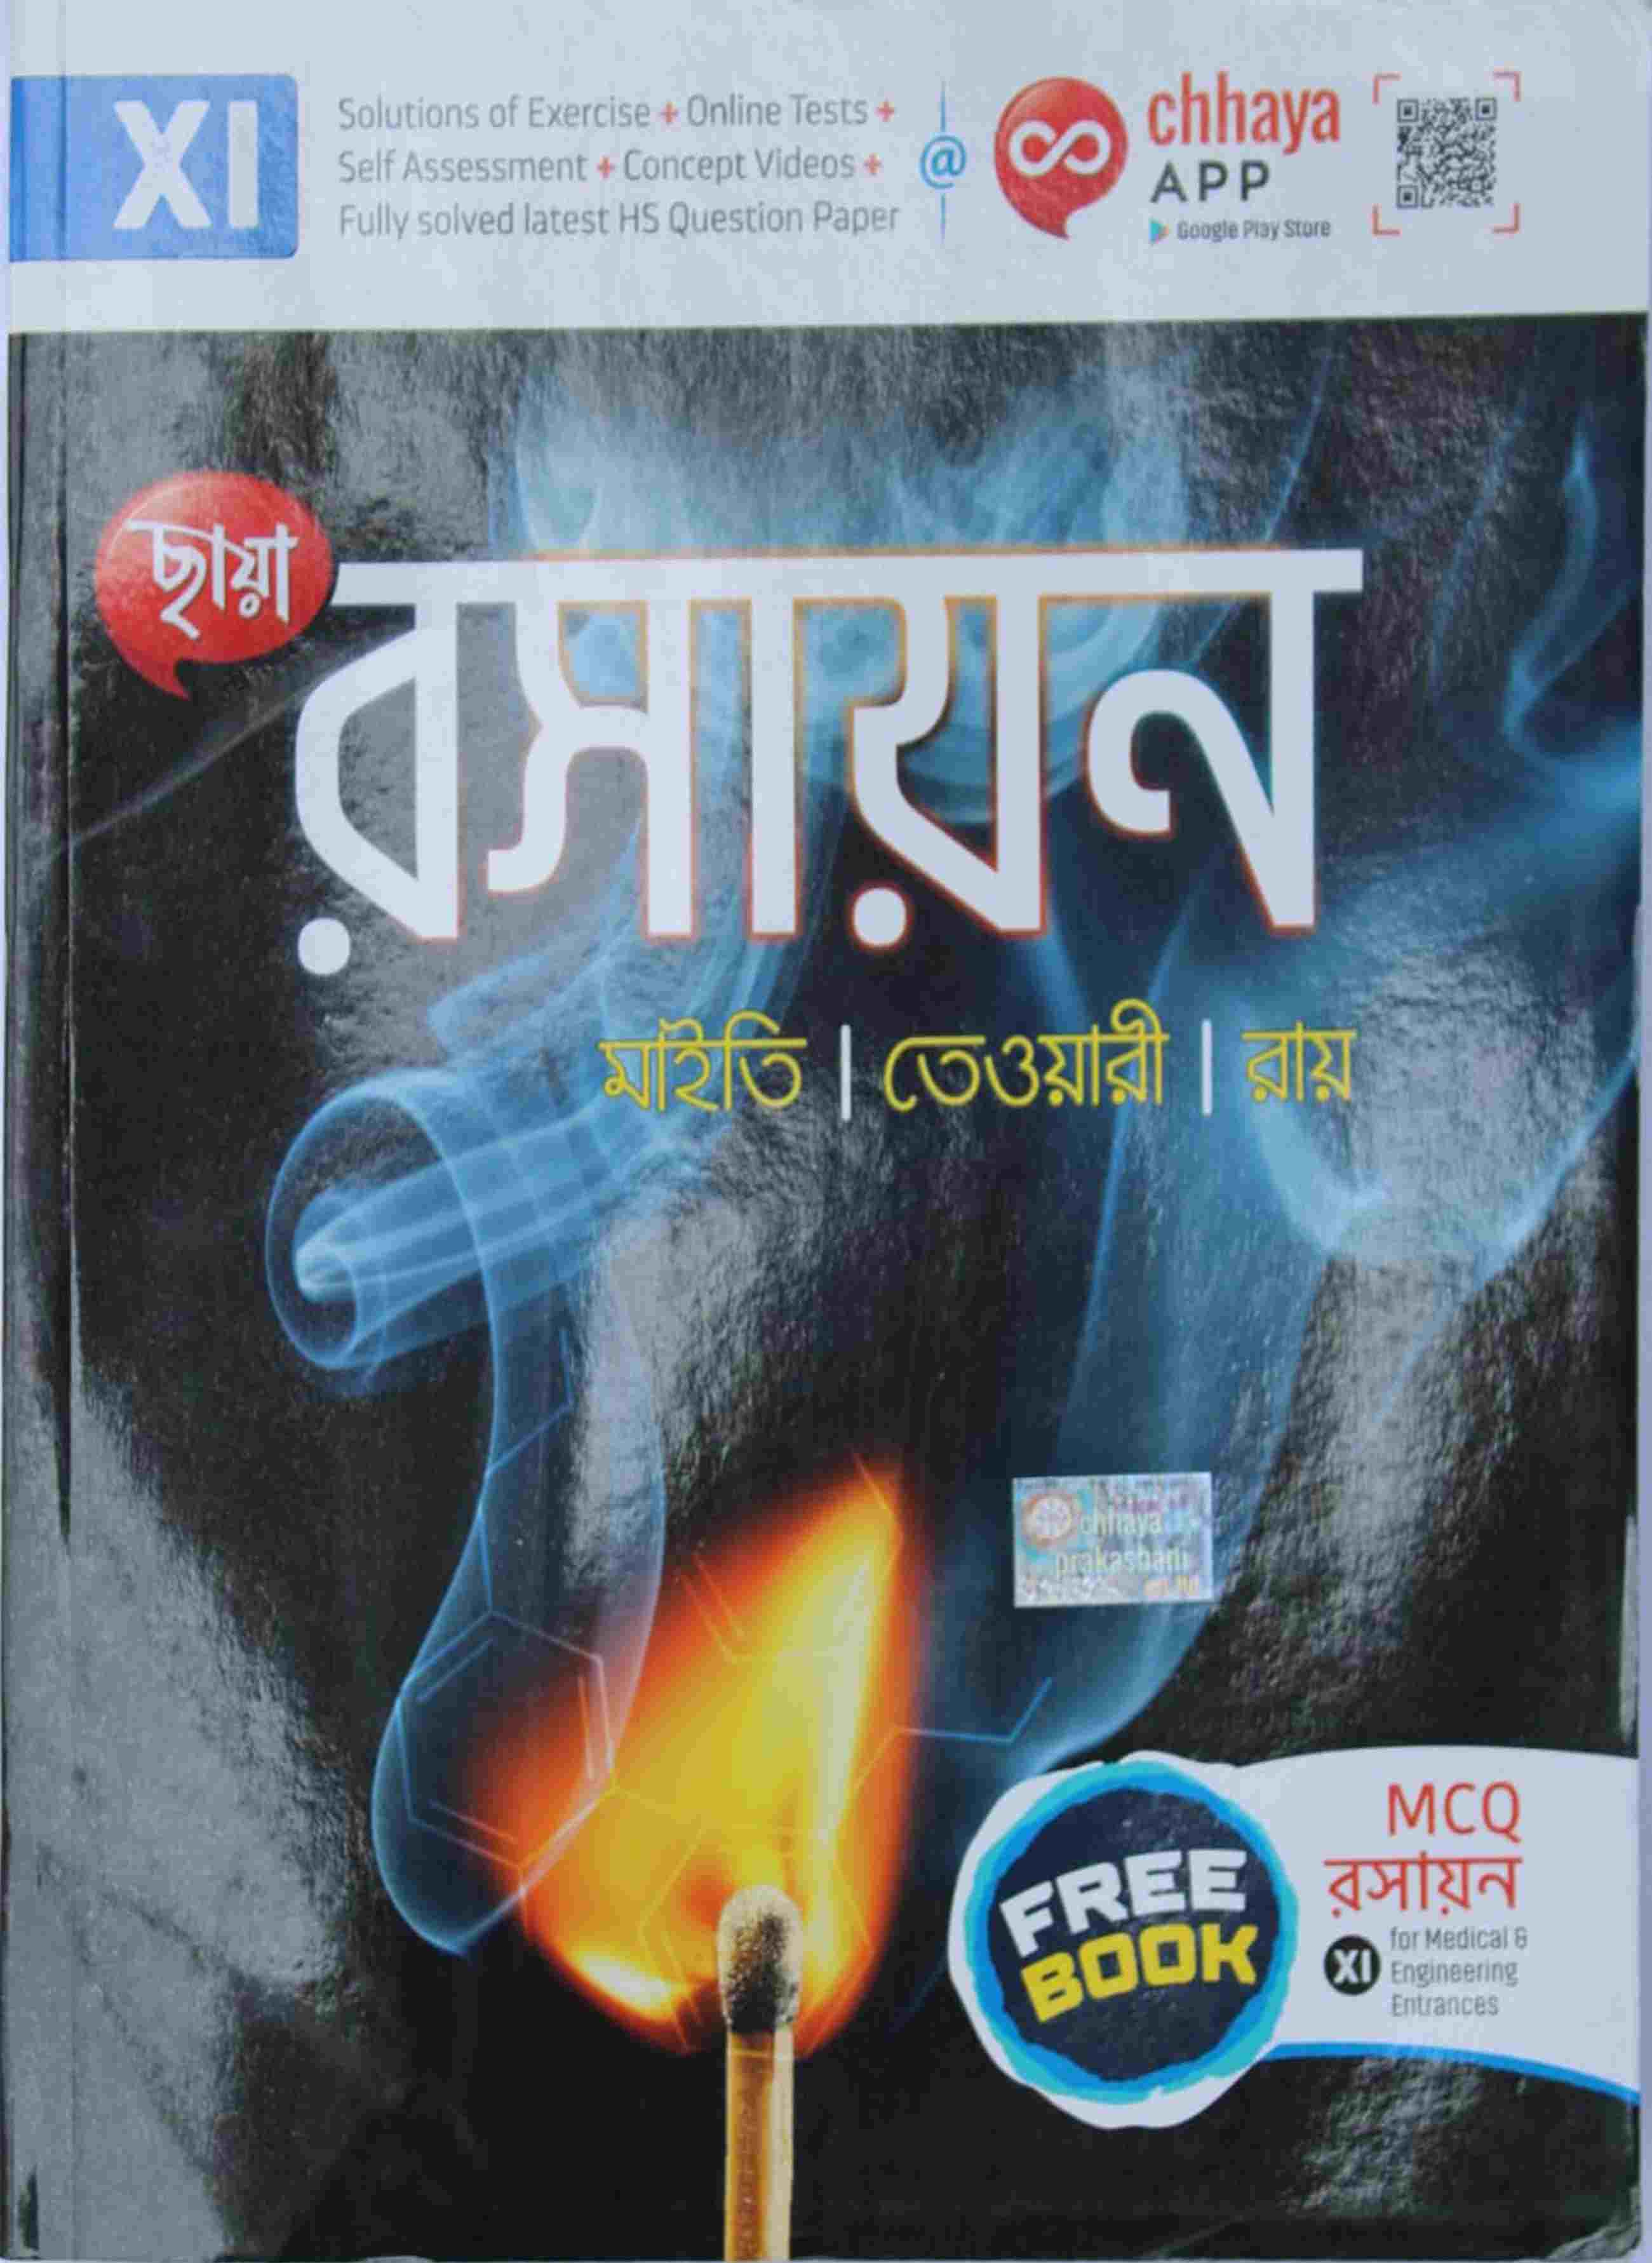 XI
Solutions of Exercise + Online Tests +
Self Assessment + Concept Videos +
Fully solved latest HS Question Paper
@
chhaya
APP
Google Play Store
ছায়া
রসায়ন
মাইতি | তেওয়ারী | রায়
chhaya
prakashani
FREE
BOOK
MCQ
রসায়ন
XI
for Medical &
Engineering
Entrances